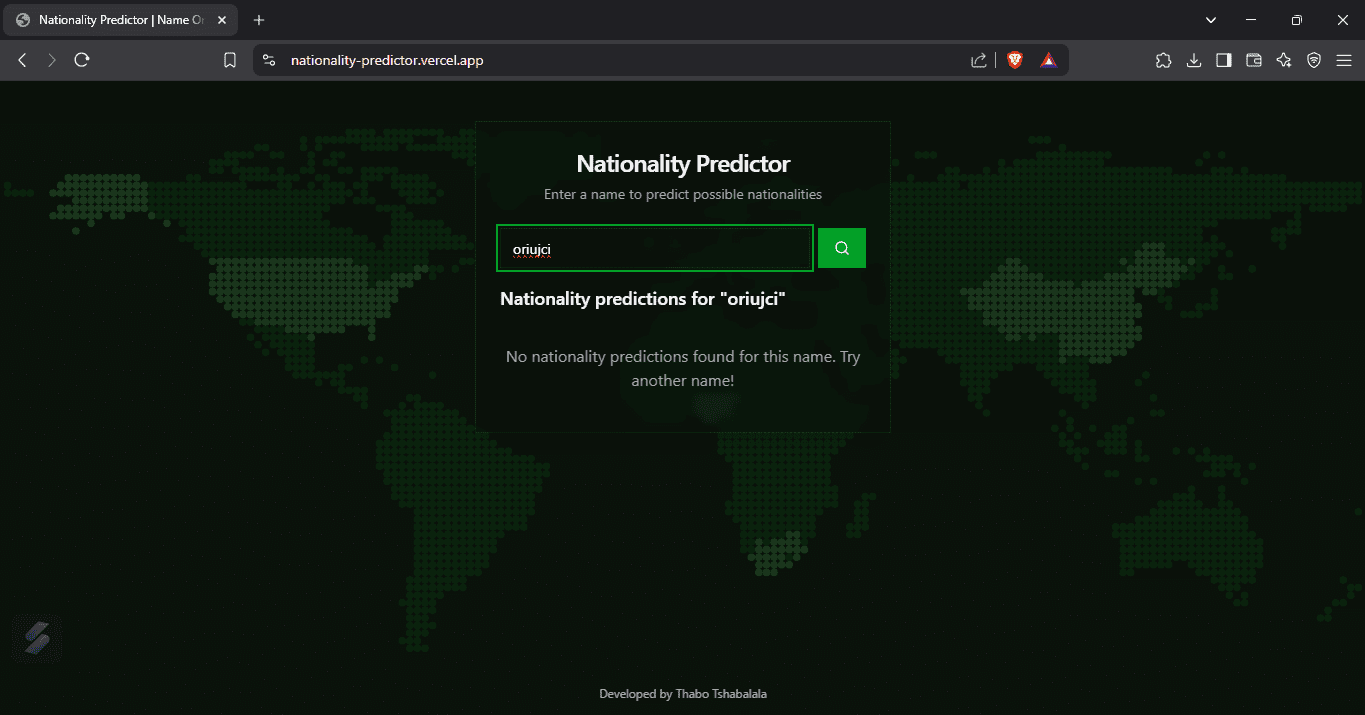 Nationality Predictor | Name Or
nationality-predictor.vercel.app
Nationality Predictor
Enter a name to predict possible nationalities
oriujci
Nationality predictions for "oriujci"
No nationality predictions found for this name. Try
another name!
Developed by Thabo Tshabalala